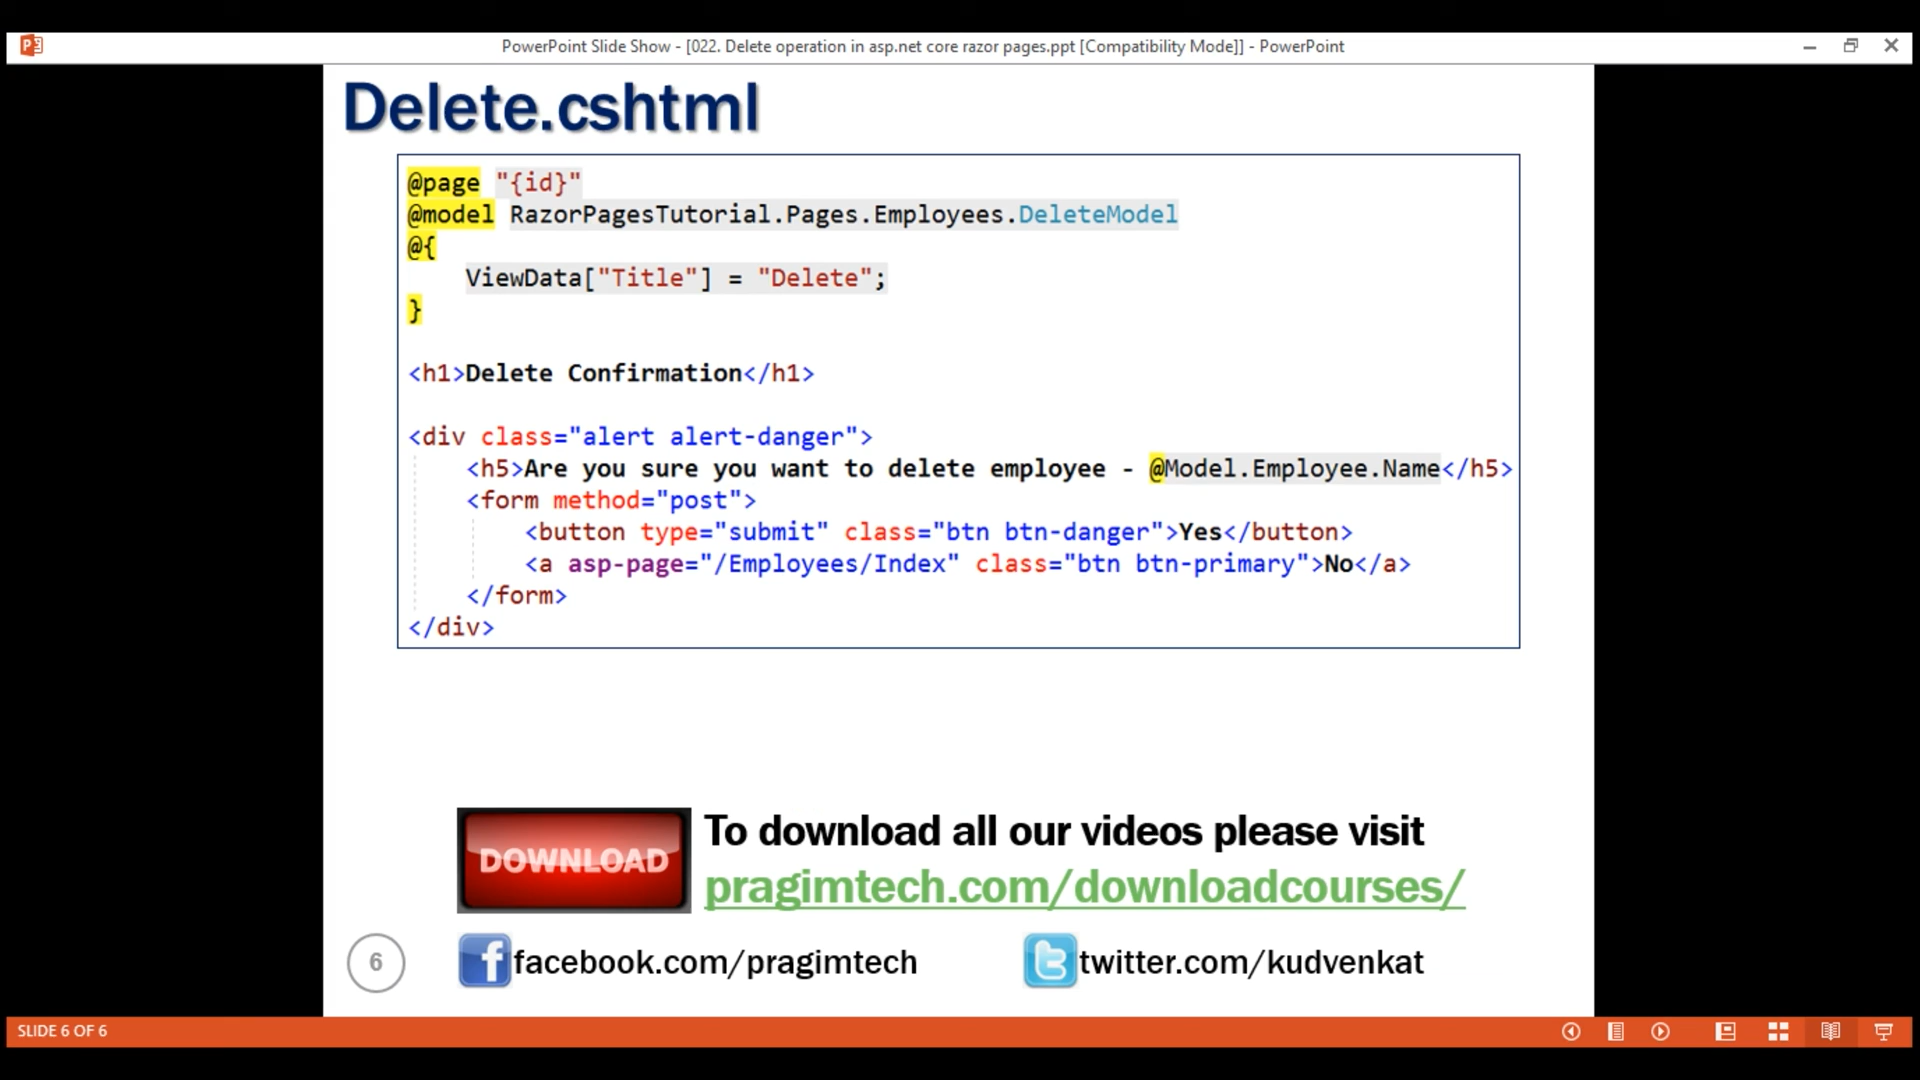 PowerPoint Slide Show - [022. Delete operation in asp.net core razor pages.ppt [Compatibility Mode]] - PowerPoint
Delete.cshtml
@page "{id}"
@model RazorPagesTutorial.Pages.Employees.DeleteModel
@{
    ViewData["Title"] = "Delete";
}
<h1>Delete Confirmation</h1>
<div class="alert alert-danger">
    <h5>Are you sure you want to delete employee - @Model.Employee.Name</h5>
    <form method="post">
        <button type="submit" class="btn btn-danger">Yes</button>
        <a asp-page="/Employees/Index" class="btn btn-primary">No</a>
    </form>
</div>
DOWNLOAD
To download all our videos please visit
pragimtech.com/downloadcourses/
6
facebook.com/pragimtech
twitter.com/kudvenkat
SLIDE 6 OF 6